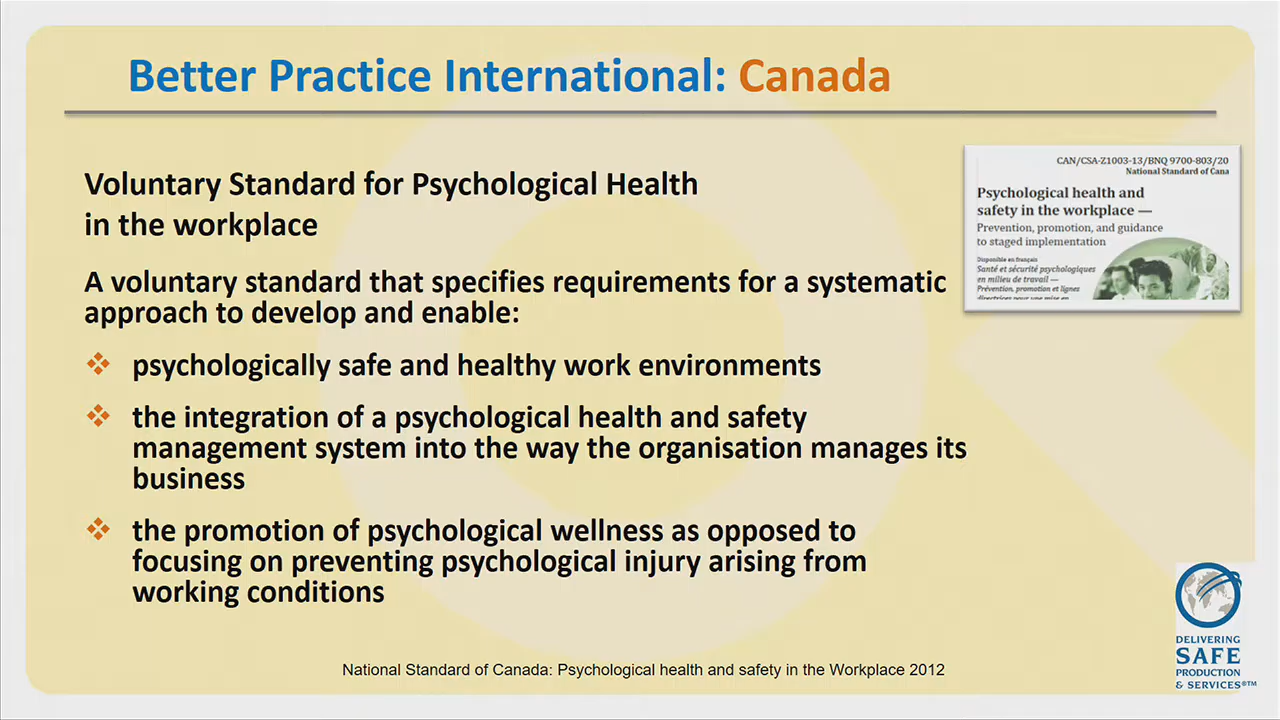 Better Practice International: Canada
Voluntary Standard for Psychological Health
in the workplace
A voluntary standard that specifies requirements for a systematic
approach to develop and enable:
psychologically safe and healthy work environments
the integration of a psychological health and safety
management system into the way the organisation manages its
business
the promotion of psychological wellness as opposed to
focusing on preventing psychological injury arising from
working conditions
CAN/CSA-Z1003-13/BNQ 9700-803/20
National Standard of Cana
Psychological health and
safety in the workplace —
Prevention, promotion, and guidance
to staged implementation
Disponible en français
Santé et sécurité psychologiques
en milieu de travail —
Prévention, promotion et lignes
directrices pour une mise en
National Standard of Canada: Psychological health and safety in the Workplace 2012
DELIVERING
SAFE
PRODUCTION
& SERVICES®™